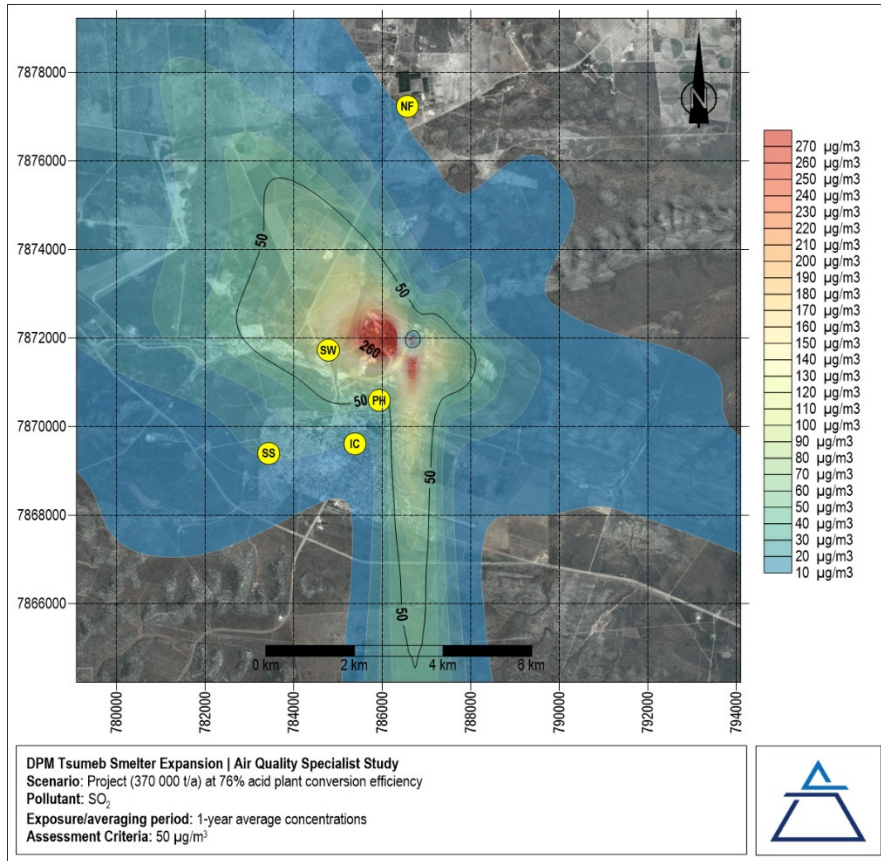 7878000
7876000
7874000
7872000
7870000
7868000
7866000
780000
782000
784000
786000
788000
790000
792000
794000
N
NF
SW
PH
IC
SS
50
50
260
50
50
50
0 km
2 km
4 km
6 km
270 µg/m3
260 µg/m3
250 µg/m3
240 µg/m3
230 µg/m3
220 µg/m3
210 µg/m3
200 µg/m3
190 µg/m3
180 µg/m3
170 µg/m3
160 µg/m3
150 µg/m3
140 µg/m3
130 µg/m3
120 µg/m3
110 µg/m3
100 µg/m3
90 µg/m3
80 µg/m3
70 µg/m3
60 µg/m3
50 µg/m3
40 µg/m3
30 µg/m3
20 µg/m3
10 µg/m3
DPM Tsumeb Smelter Expansion | Air Quality Specialist Study
Scenario: Project (370 000 t/a) at 76% acid plant conversion efficiency
Pollutant: SO₂
Exposure/averaging period: 1-year average concentrations
Assessment Criteria: 50 µg/m³